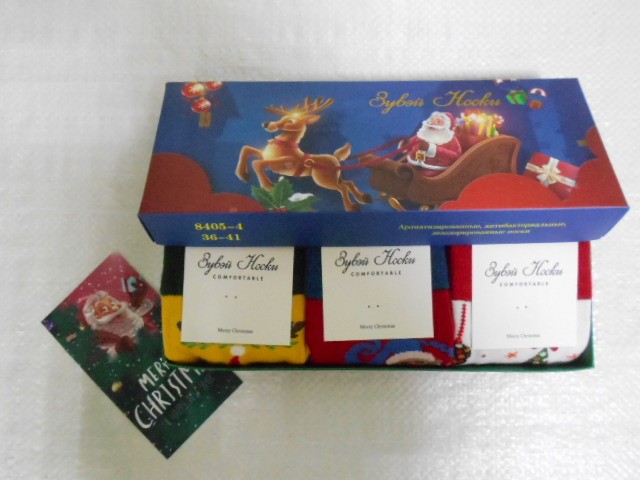 Зувэй Носки
8405-4
36-41
Ароматизированные, антибактериальные,
дезодорированные носки
Зувэй Носки
COMFORTABLE
Merry Christmas
Зувэй Носки
COMFORTABLE
Merry Christmas
Зувэй Носки
COMFORTABLE
Merry Christmas
MERRY
CHRISTMAS